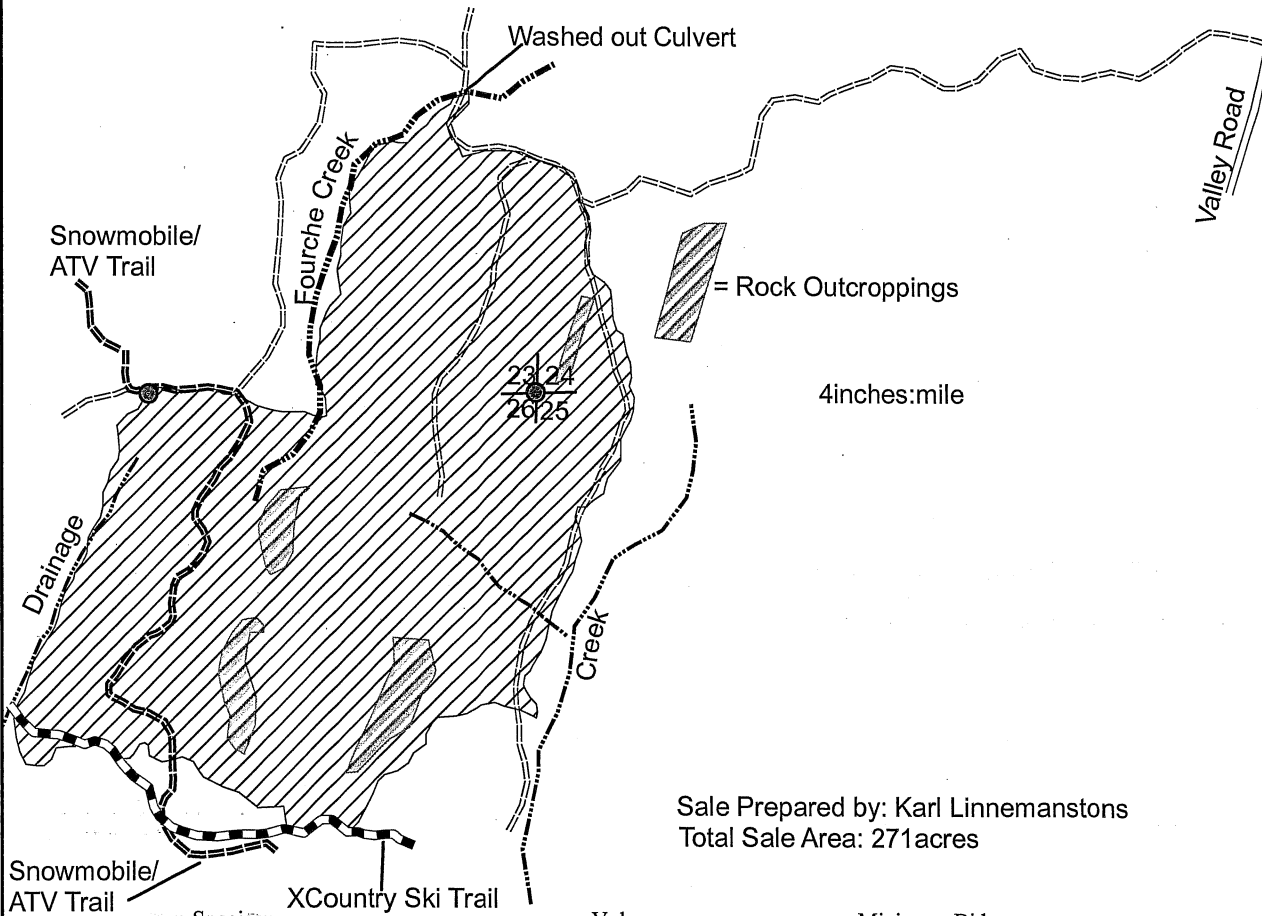 Washed out Culvert
Valley Road
Fourche Creek
Snowmobile/
ATV Trail
= Rock Outcroppings
23 24
26 25
4inches:mile
Drainage
Creek
Sale Prepared by: Karl Linnemanstons
Total Sale Area: 271acres
Snowmobile/
ATV Trail
XCountry Ski Trail